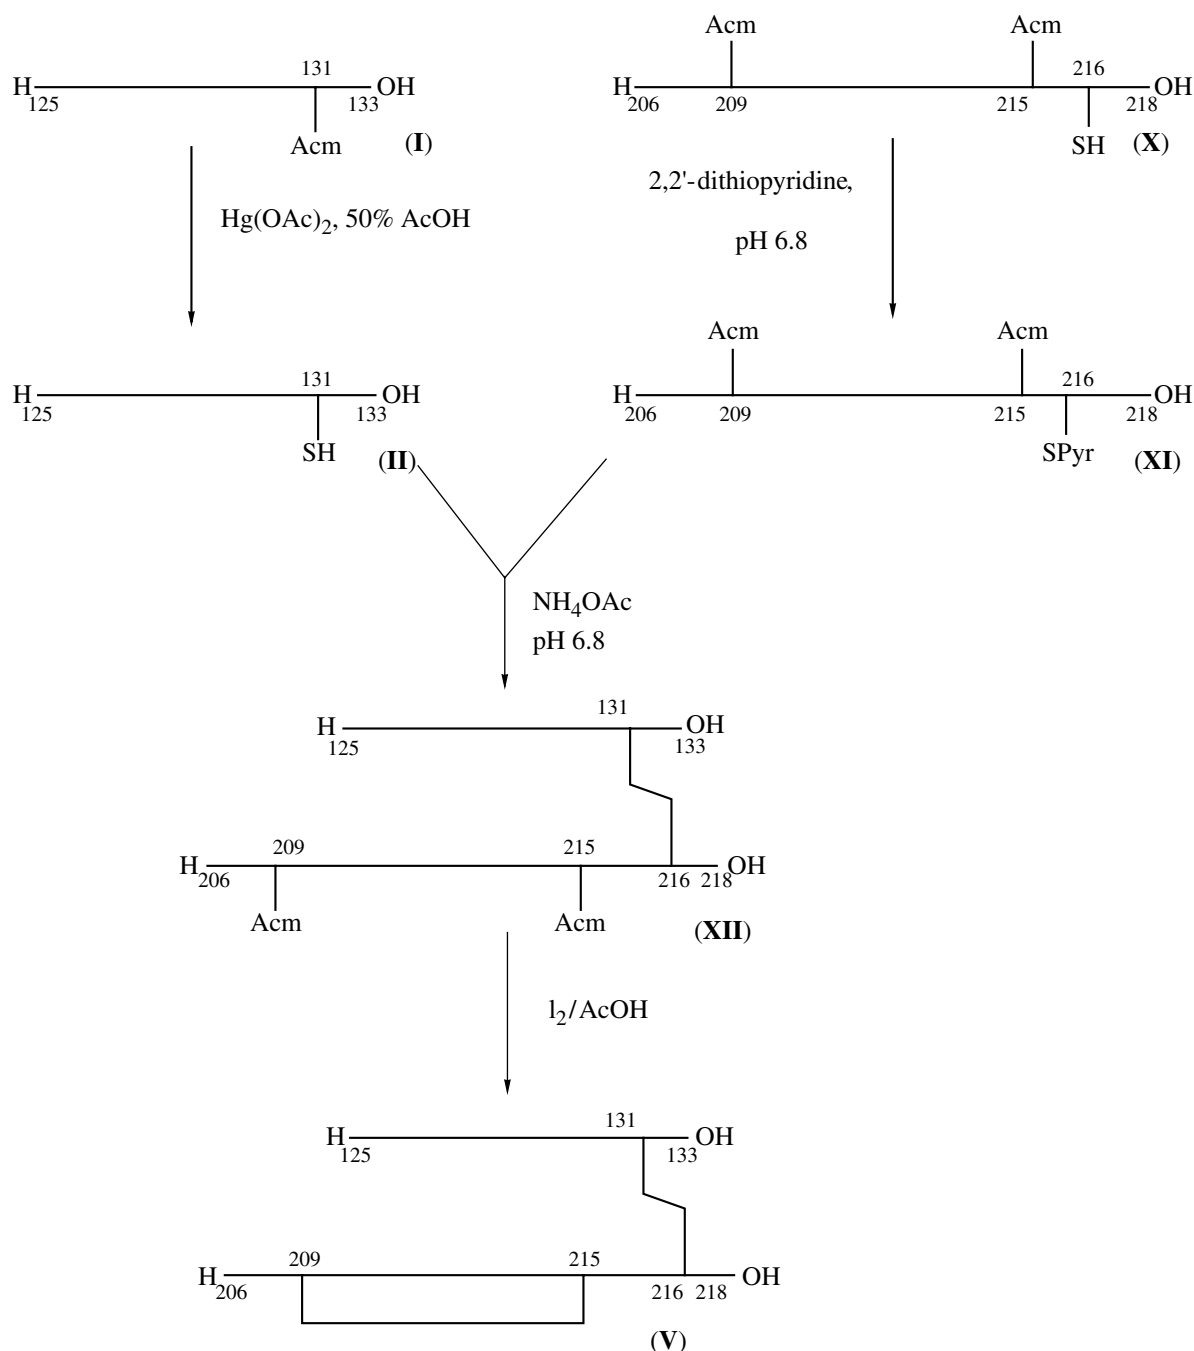 Acm Acm
131 216
H OH H OH
125 133 206 209 215 218
Acm (I) SH (X)
2,2'-dithiopyridine,
Hg(OAc)2, 50% AcOH
pH 6.8
Acm Acm
131 216
H OH H OH
125 133 206 209 215 218
SH (II) SPyr (XI)
NH4OAc
pH 6.8
131
H OH
125 133
209 215
H OH
206 216 218
Acm Acm (XII)
l2/AcOH
131
H OH
125 133
209 215
H OH
206 216 218
(V)